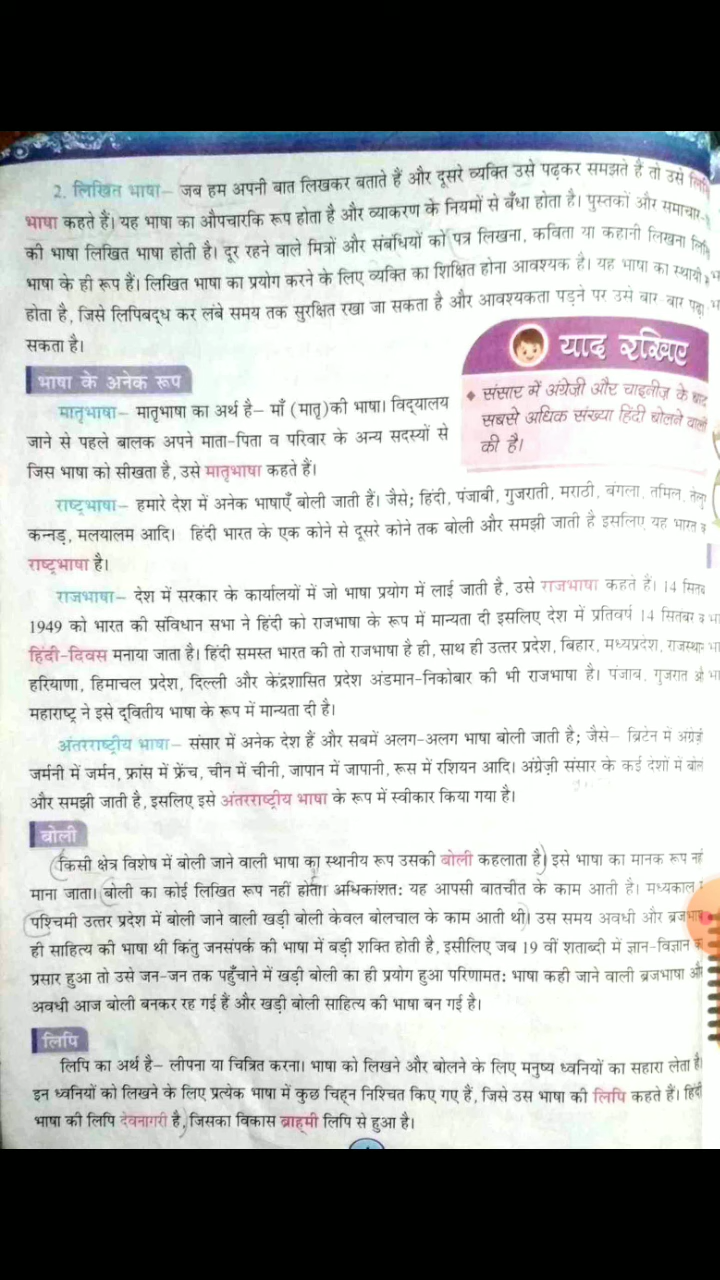 2. लिखित भाषा– जब हम अपनी बात लिखकर बताते हैं और दूसरे व्यक्ति उसे पढ़कर समझते हैं तो उसे
भाषा कहते हैं। यह भाषा का औपचारकि रूप होता है और व्याकरण के नियमों से बँधा होता है। पुस्तकों और समाचार-
की भाषा लिखित भाषा होती है। दूर रहने वाले मित्रों और संबंधियों को पत्र लिखना, कविता या कहानी लिखना
भाषा के ही रूप हैं। लिखित भाषा का प्रयोग करने के लिए व्यक्ति का शिक्षित होना आवश्यक है। यह भाषा का स्थायी
होता है, जिसे लिपिबद्ध कर लंबे समय तक सुरक्षित रखा जा सकता है और आवश्यकता पड़ने पर उसे बार-बार पढ़ा
सकता है।
याद रखिए
♦ संसार में अंग्रेजी और चाइनीज के बाद
सबसे अधिक संख्या हिंदी बोलने वालों
की है।
भाषा के अनेक रूप
मातृभाषा– मातृभाषा का अर्थ है– माँ (मातृ)की भाषा। विद्यालय
जाने से पहले बालक अपने माता-पिता व परिवार के अन्य सदस्यों से
जिस भाषा को सीखता है, उसे मातृभाषा कहते हैं।
राष्ट्रभाषा– हमारे देश में अनेक भाषाएँ बोली जाती हैं। जैसे; हिंदी, पंजाबी, गुजराती, मराठी, बंगला, तमिल,
कन्नड़, मलयालम आदि। हिंदी भारत के एक कोने से दूसरे कोने तक बोली और समझी जाती है इसलिए यह भारत
राष्ट्रभाषा है।
राजभाषा– देश में सरकार के कार्यालयों में जो भाषा प्रयोग में लाई जाती है, उसे राजभाषा कहते हैं। 14
1949 को भारत की संविधान सभा ने हिंदी को राजभाषा के रूप में मान्यता दी इसलिए देश में प्रतिवर्ष 14 सितंबर
हिंदी-दिवस मनाया जाता है। हिंदी समस्त भारत की तो राजभाषा है ही, साथ ही उत्तर प्रदेश, बिहार, मध्यप्रदेश, राजस्थान
हरियाणा, हिमाचल प्रदेश, दिल्ली और केंद्रशासित प्रदेश अंडमान-निकोबार की भी राजभाषा है। पंजाब, गुजरात
महाराष्ट्र ने इसे द्वितीय भाषा के रूप में मान्यता दी है।
अंतरराष्ट्रीय भाषा– संसार में अनेक देश हैं और सबमें अलग-अलग भाषा बोली जाती है; जैसे– ब्रिटेन में
जर्मनी में जर्मन, फ्रांस में फ्रेंच, चीन में चीनी, जापान में जापानी, रूस में रशियन आदि। अंग्रेज़ी संसार के कई देशों में
और समझी जाती है, इसलिए इसे अंतरराष्ट्रीय भाषा के रूप में स्वीकार किया गया है।
बोली
किसी क्षेत्र विशेष में बोली जाने वाली भाषा का स्थानीय रूप उसकी बोली कहलाता है। इसे भाषा का मानक रूप
माना जाता। बोली का कोई लिखित रूप नहीं होता। अधिकांशतः यह आपसी बातचीत के काम आती है। मध्यकाल
पश्चिमी उत्तर प्रदेश में बोली जाने वाली खड़ी बोली केवल बोलचाल के काम आती थी। उस समय अवधी और
ही साहित्य की भाषा थी किंतु जनसंपर्क की भाषा में बड़ी शक्ति होती है, इसीलिए जब 19 वीं शताब्दी में ज्ञान-विज्ञान
प्रसार हुआ तो उसे जन-जन तक पहुँचाने में खड़ी बोली का ही प्रयोग हुआ परिणामतः भाषा कही जाने वाली ब्रजभाषा
अवधी आज बोली बनकर रह गई हैं और खड़ी बोली साहित्य की भाषा बन गई है।
लिपि
लिपि का अर्थ है– लीपना या चित्रित करना। भाषा को लिखने और बोलने के लिए मनुष्य ध्वनियों का सहारा लेता है।
इन ध्वनियों को लिखने के लिए प्रत्येक भाषा में कुछ चिह्न निश्चित किए गए हैं, जिसे उस भाषा की लिपि कहते हैं। हिंदी
भाषा की लिपि देवनागरी है, जिसका विकास ब्राह्मी लिपि से हुआ है।